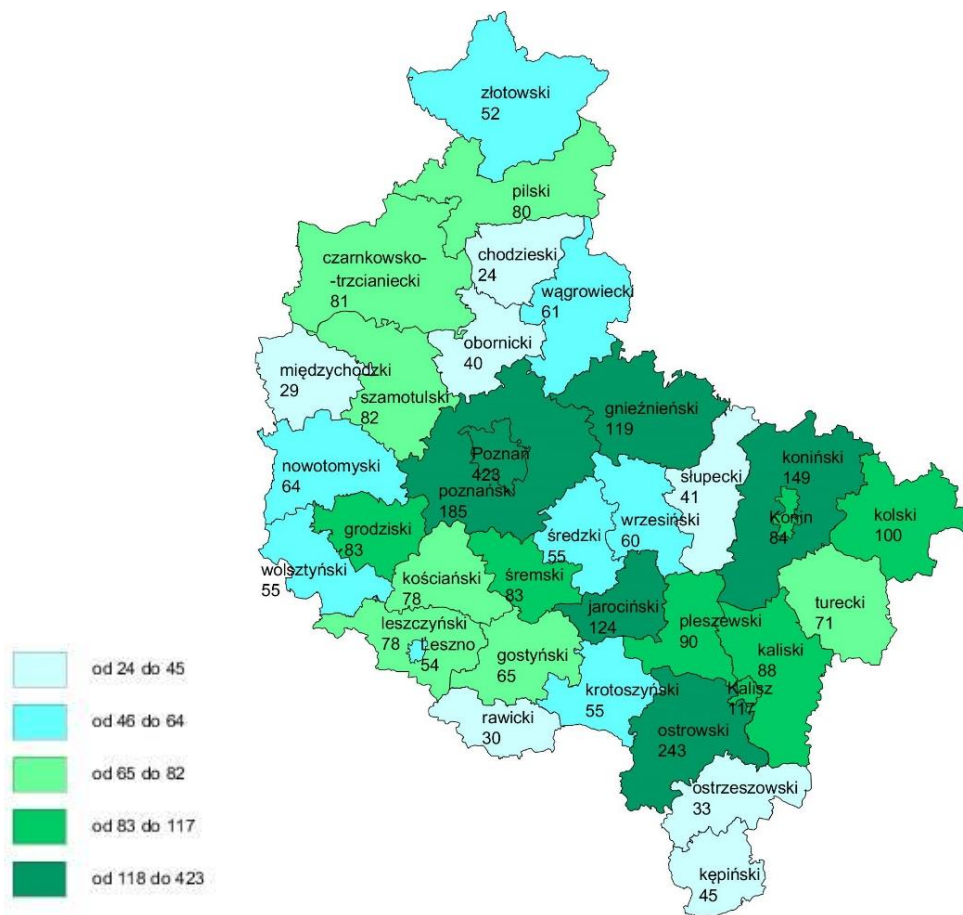 złotowski
52
pilski
80
chodzieski
24
czarnkowsko-
-trzcianiecki
81
wągrowiecki
61
obornicki
40
międzychodzki
29
szamotulski
82
gnieźnieński
119
Poznań
423
poznański
185
słupecki
41
koniński
149
nowotomyski
64
Konin
84
kolski
100
grodziski
83
średzki
55
wrzesiński
60
wolsztyński
55
kościański
78
śremski
83
jarociński
124
pleszewski
90
turecki
71
leszczyński
78
Leszno
54
gostyński
65
kaliski
88
krotoszyński
55
Kalisz
117
rawicki
30
ostrowski
243
ostrzeszowski
33
kępiński
45
od 24 do 45
od 46 do 64
od 65 do 82
od 83 do 117
od 118 do 423